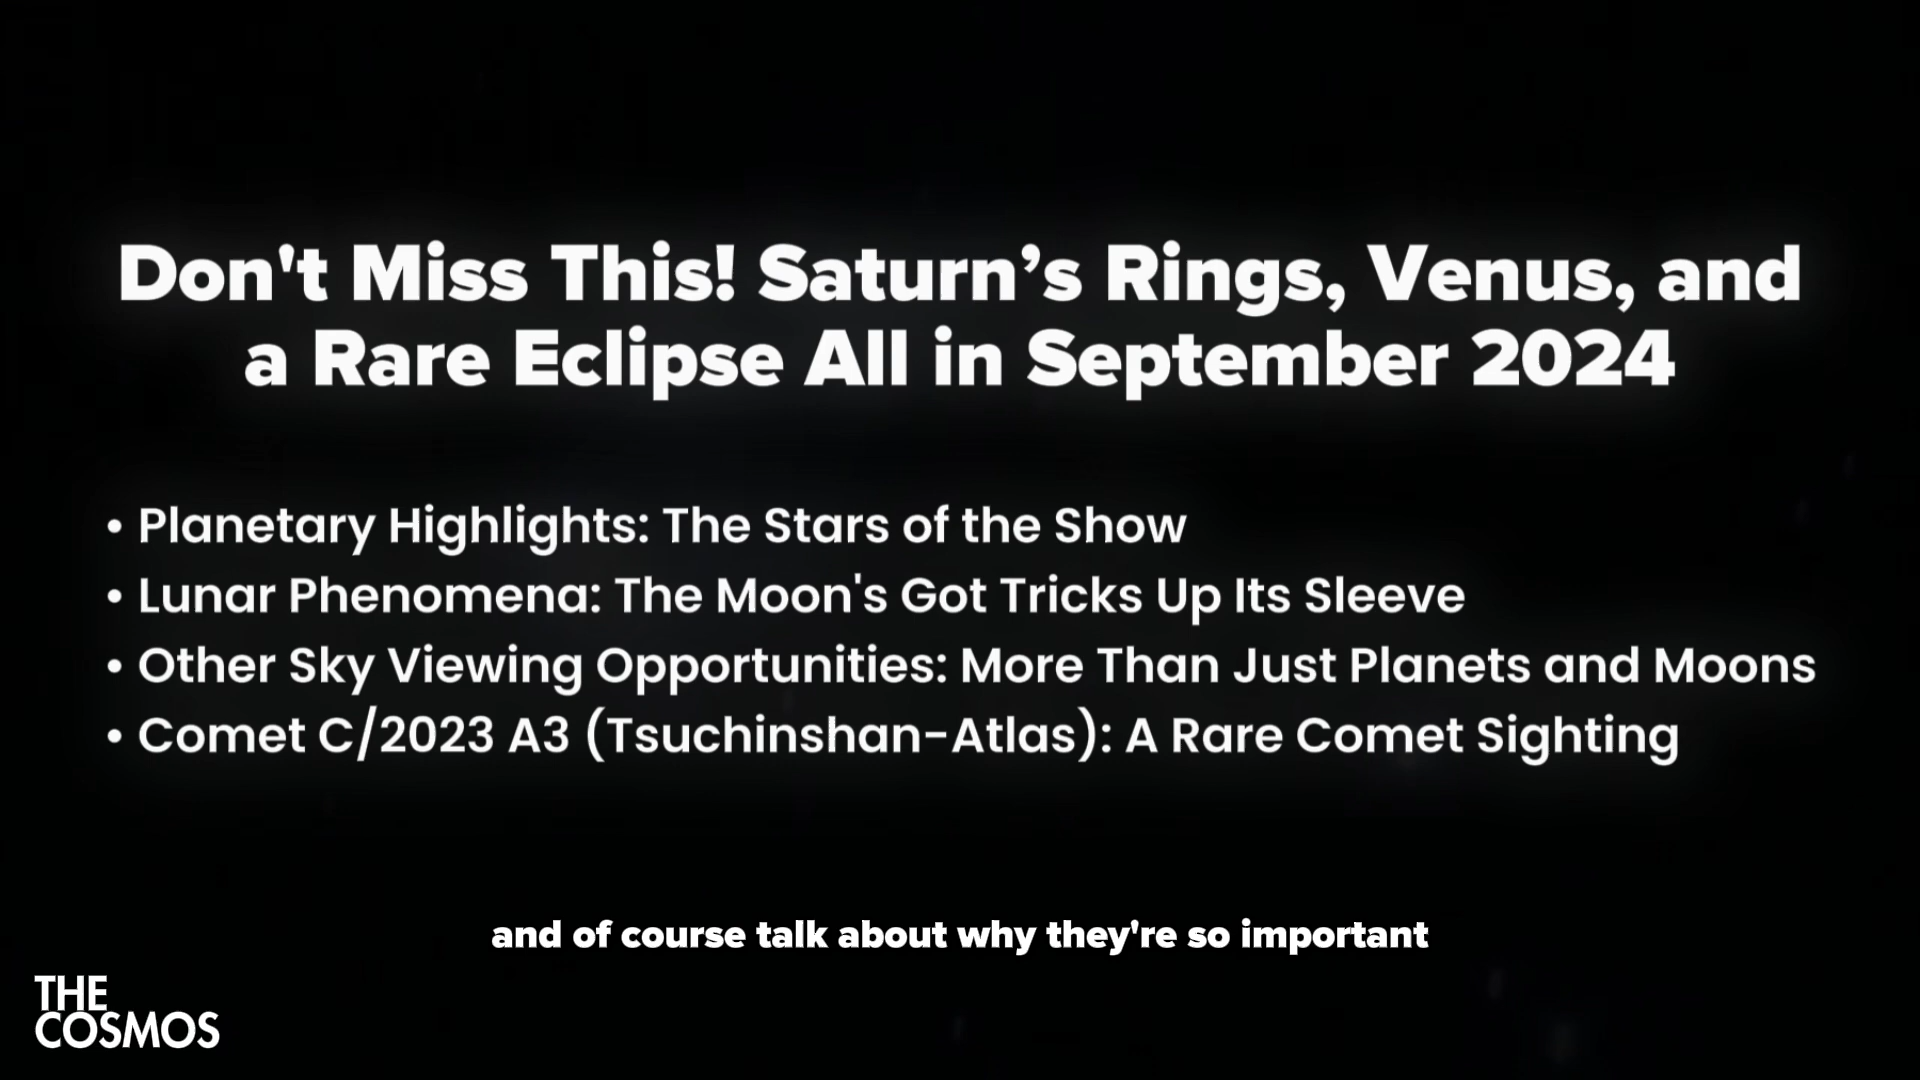 Don't Miss This! Saturn’s Rings, Venus, and
a Rare Eclipse All in September 2024
• Planetary Highlights: The Stars of the Show
• Lunar Phenomena: The Moon's Got Tricks Up Its Sleeve
• Other Sky Viewing Opportunities: More Than Just Planets and Moons
• Comet C/2023 A3 (Tsuchinshan-Atlas): A Rare Comet Sighting
and of course talk about why they're so important
THE
COSMOS